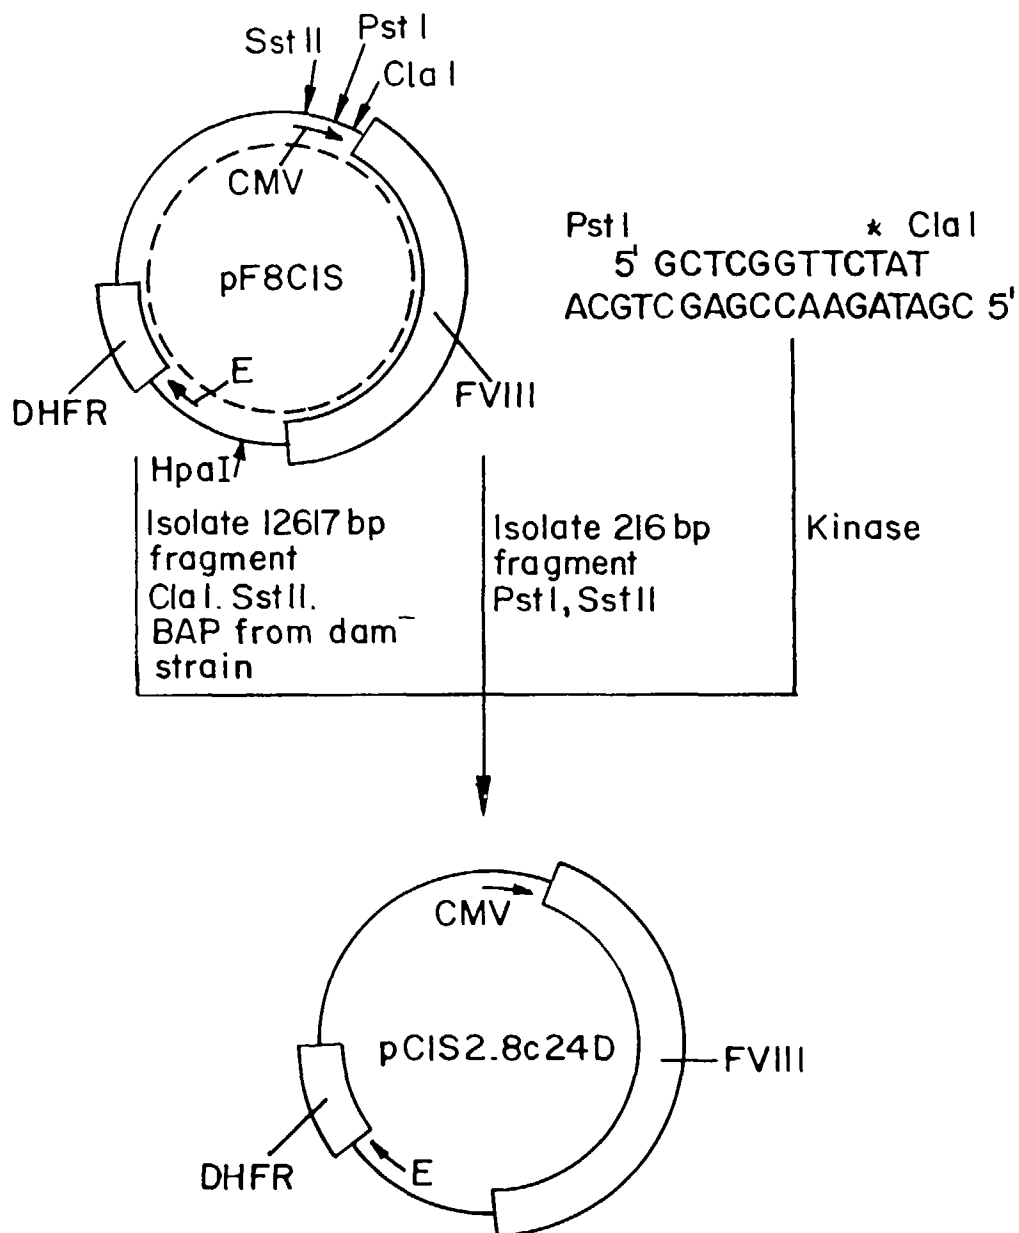 Sst II
Pst I
Cla I
CMV
pF8CIS
E
DHFR
FVIII
HpaI
Pst I * Cla I
5' GCTCGGTTCTAT
ACGTCGAGCCAAGATAGC 5'
Isolate 12617 bp
fragment
Cla I. Sst II.
BAP from dam⁻
strain
Isolate 216 bp
fragment
Pst I, Sst II
Kinase
CMV
pCIS2.8c24D
FVIII
DHFR
E